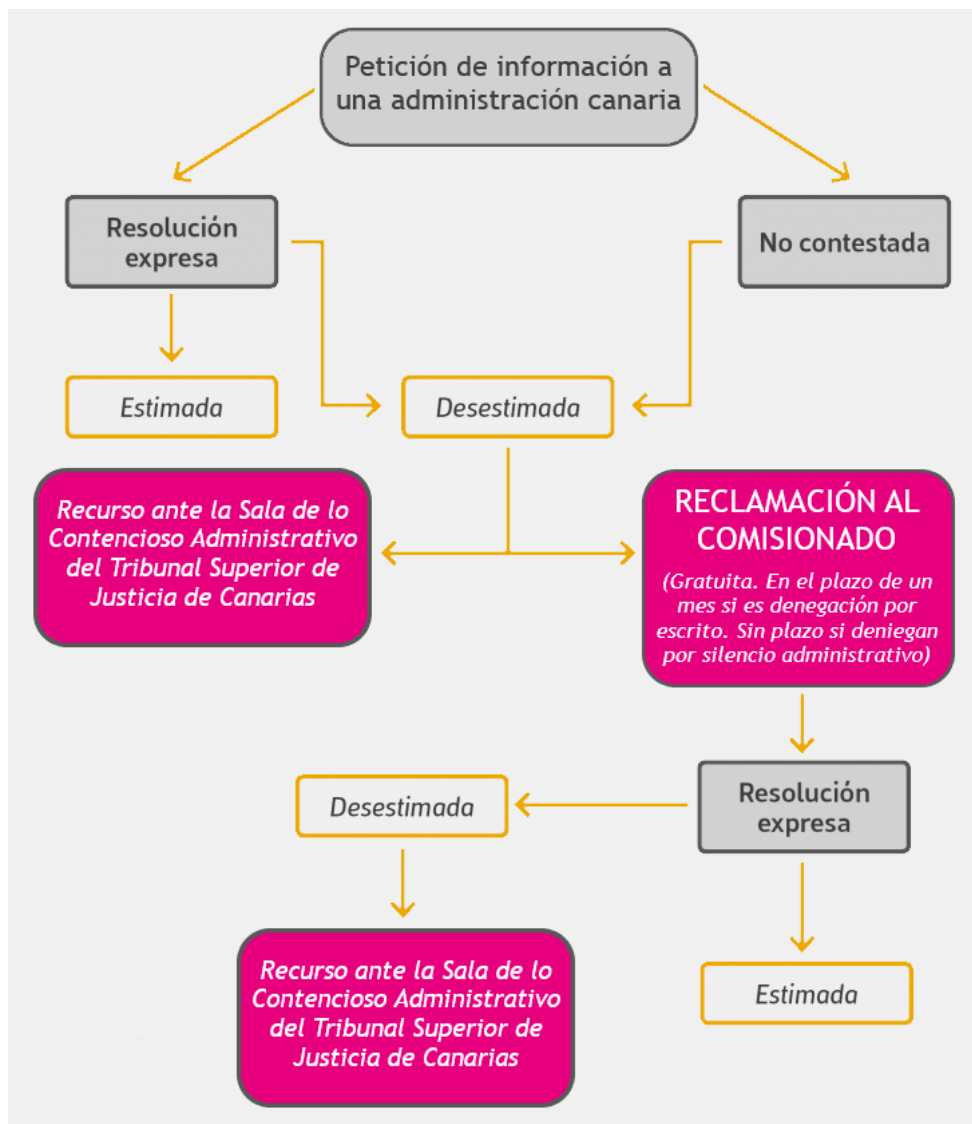 Petición de información a
una administración canaria
Resolución
expresa
No contestada
Estimada
Desestimada
Recurso ante la Sala de lo
Contencioso Administrativo
del Tribunal Superior de
Justicia de Canarias
RECLAMACIÓN AL
COMISIONADO
(Gratuita. En el plazo de un
mes si es denegación por
escrito. Sin plazo si deniegan
por silencio administrativo)
Desestimada
Resolución
expresa
Recurso ante la Sala de lo
Contencioso Administrativo
del Tribunal Superior de
Justicia de Canarias
Estimada